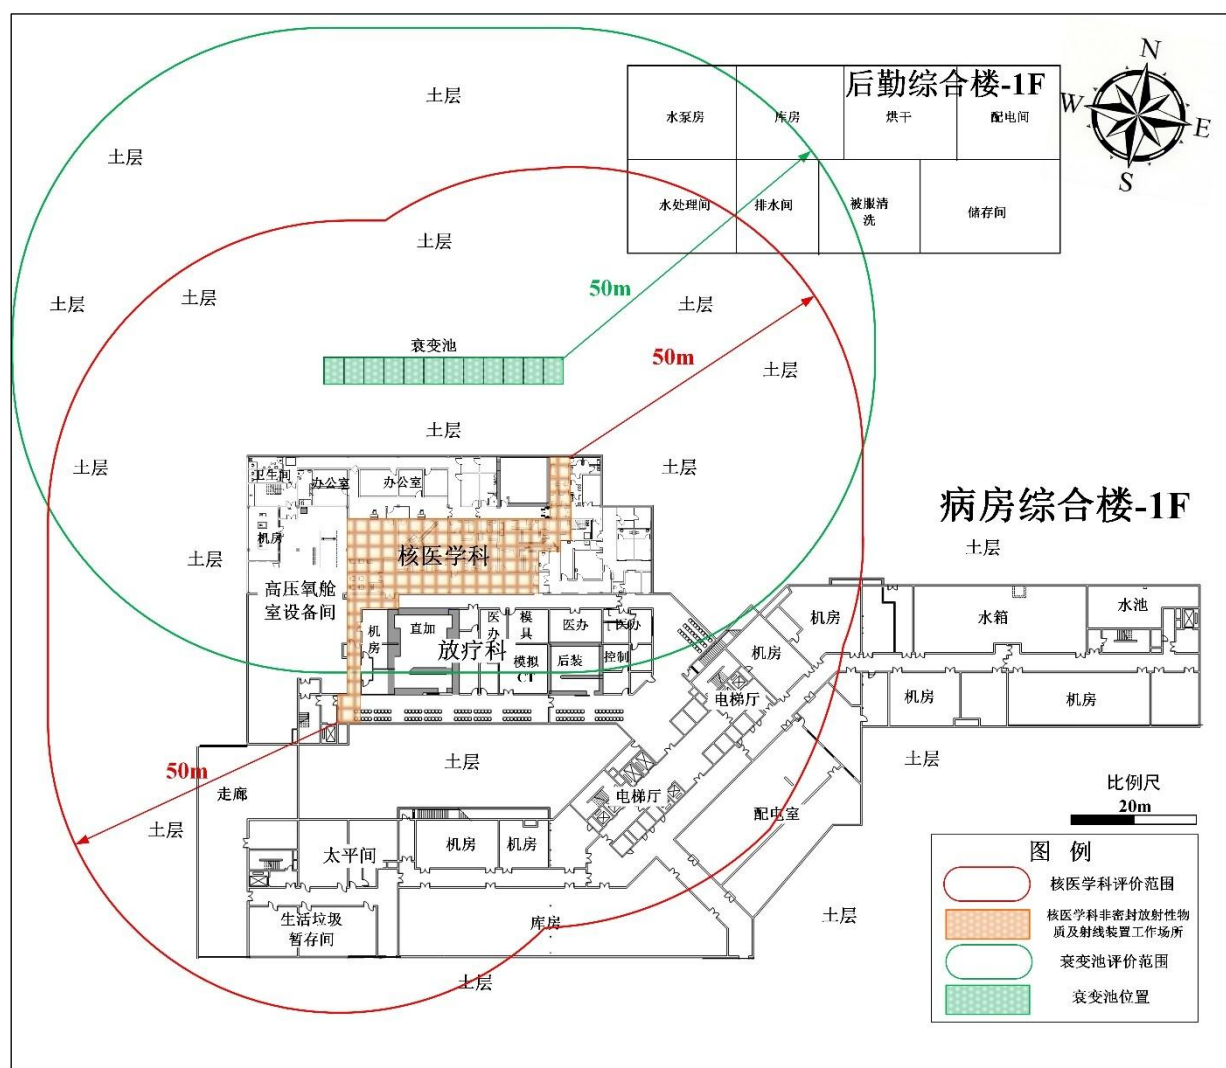 土层
后勤综合楼-1F
N
W
E
S
水泵房
库房
烘干
配电间
土层
水处理间
排水间
被服清
洗
储存间
土层
50m
土层
土层
土层
衰变池
50m
土层
土层
土层
土层
卫生间
办公室
办公室
病房综合楼-1F
机房
核医学科
土层
土层
高压氧舱
室设备间
机
房
直加
医
办
模
具
医办
医办
放疗科
模拟
CT
后装
控制
机房
机房
水箱
水池
电梯厅
机房
机房
50m
走廊
土层
土层
电梯厅
配电室
比例尺
20m
土层
太平间
机房
机房
生活垃圾
暂存间
库房
土层
土层
图 例
核医学科评价范围
核医学科非密封放射性物
质及射线装置工作场所
衰变池评价范围
衰变池位置